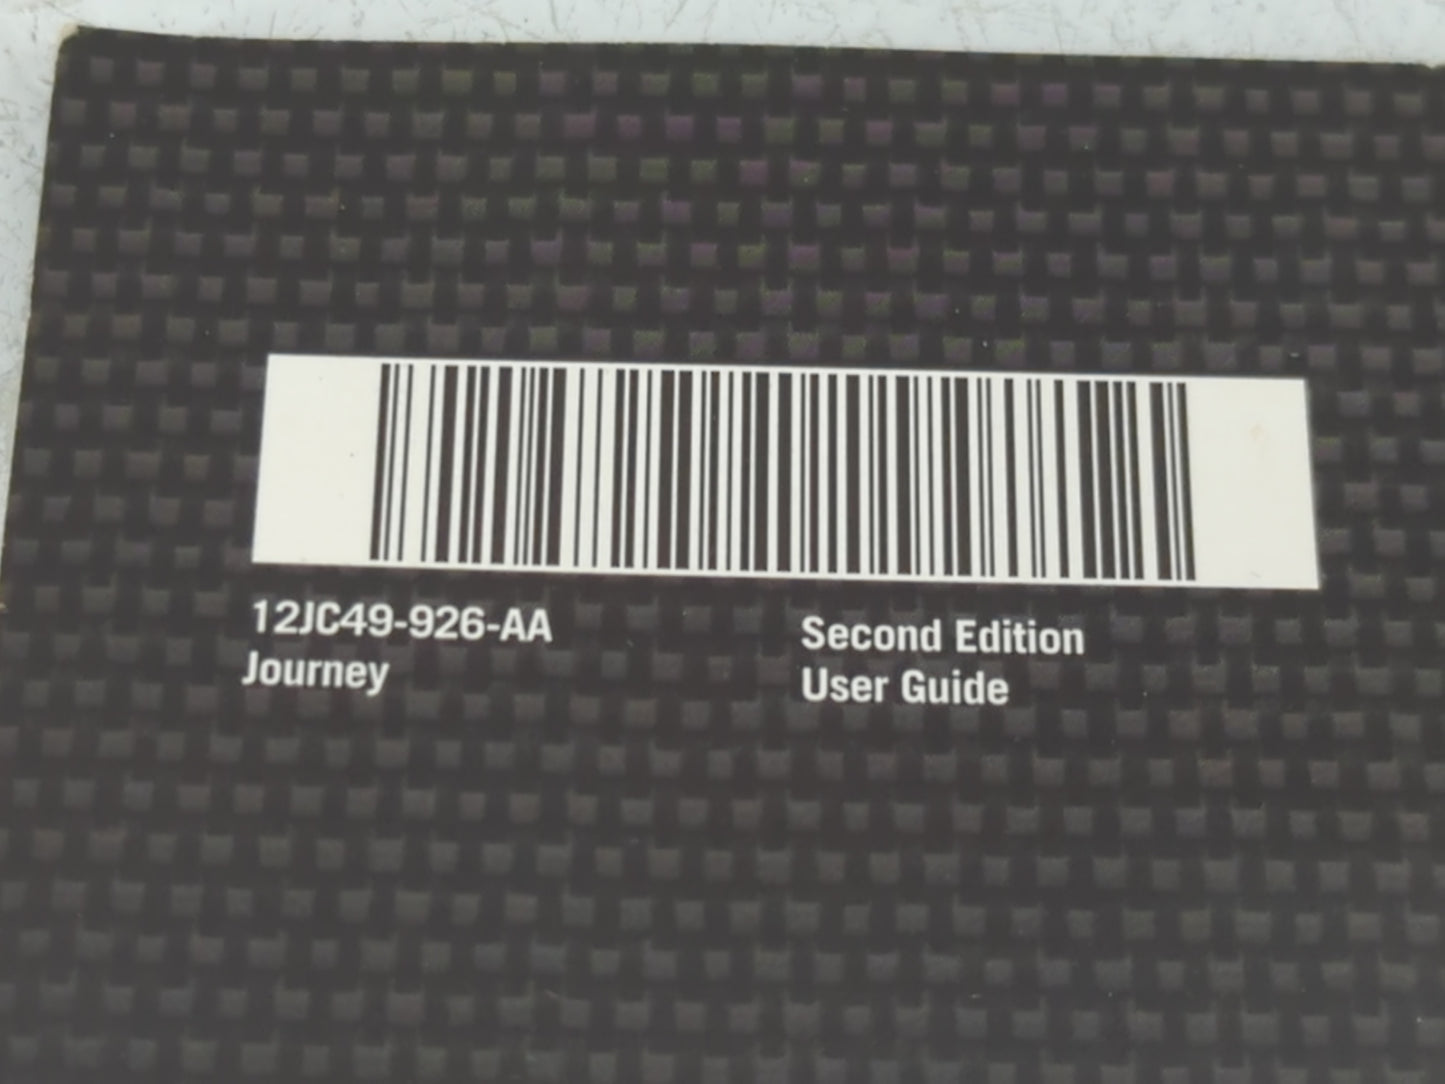 12JC49-926-AA
Journey
Second Edition
User Guide